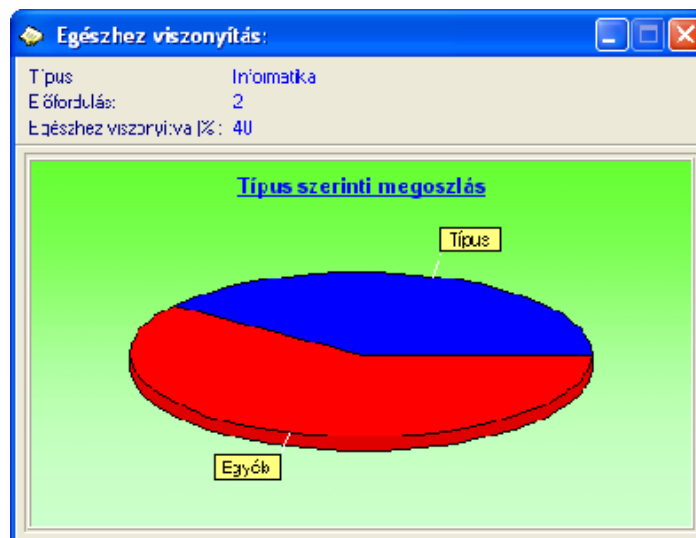 Egészhez viszonyítás:
Típus Informatika
Előfordulás: 2
Egészhez viszonyítva (%): 40
Típus szerinti megoszlás
Típus
Egyéb